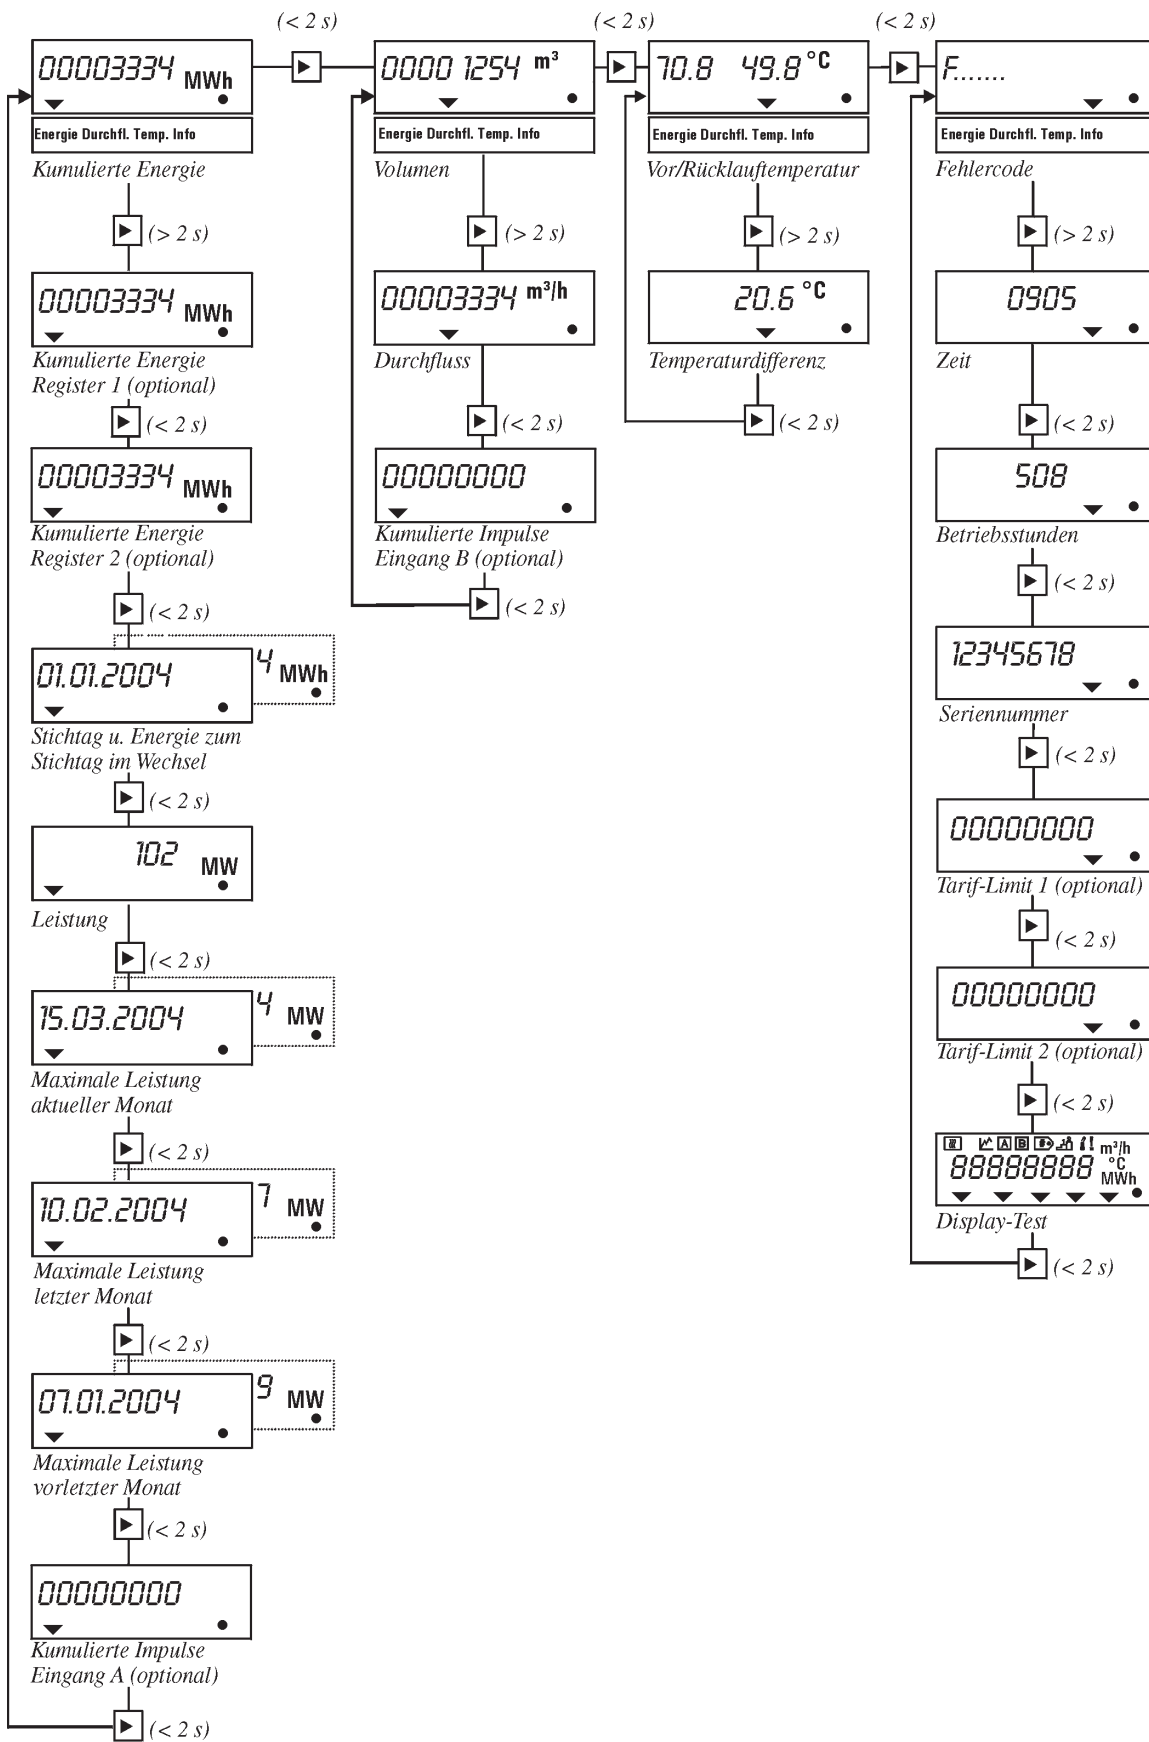 (< 2 s)
(< 2 s)
(< 2 s)
00003334 MWh
Energie Durchfl. Temp. Info
Kumulierte Energie
(> 2 s)
00003334 MWh
Kumulierte Energie
Register 1 (optional)
(< 2 s)
00003334 MWh
Kumulierte Energie
Register 2 (optional)
(< 2 s)
01.01.2004
4 MWh
Stichtag u. Energie zum
Stichtag im Wechsel
(< 2 s)
102 MW
Leistung
(< 2 s)
15.03.2004
4 MW
Maximale Leistung
aktueller Monat
(< 2 s)
10.02.2004
7 MW
Maximale Leistung
letzter Monat
(< 2 s)
07.01.2004
9 MW
Maximale Leistung
vorletzter Monat
(< 2 s)
00000000
Kumulierte Impulse
Eingang A (optional)
(< 2 s)
00001254 m³
Energie Durchfl. Temp. Info
Volumen
(> 2 s)
00003334 m³/h
Durchfluss
(< 2 s)
00000000
Kumulierte Impulse
Eingang B (optional)
(< 2 s)
70.8 49.8 °C
Energie Durchfl. Temp. Info
Vor/Rücklauftemperatur
(> 2 s)
20.6 °C
Temperaturdifferenz
(< 2 s)
F.......
Energie Durchfl. Temp. Info
Fehlercode
(> 2 s)
0905
Zeit
(< 2 s)
508
Betriebsstunden
(< 2 s)
12345678
Seriennummer
(< 2 s)
00000000
Tarif-Limit 1 (optional)
(< 2 s)
00000000
Tarif-Limit 2 (optional)
(< 2 s)
A B m³/h
88888888 °C
MWh
Display-Test
(< 2 s)